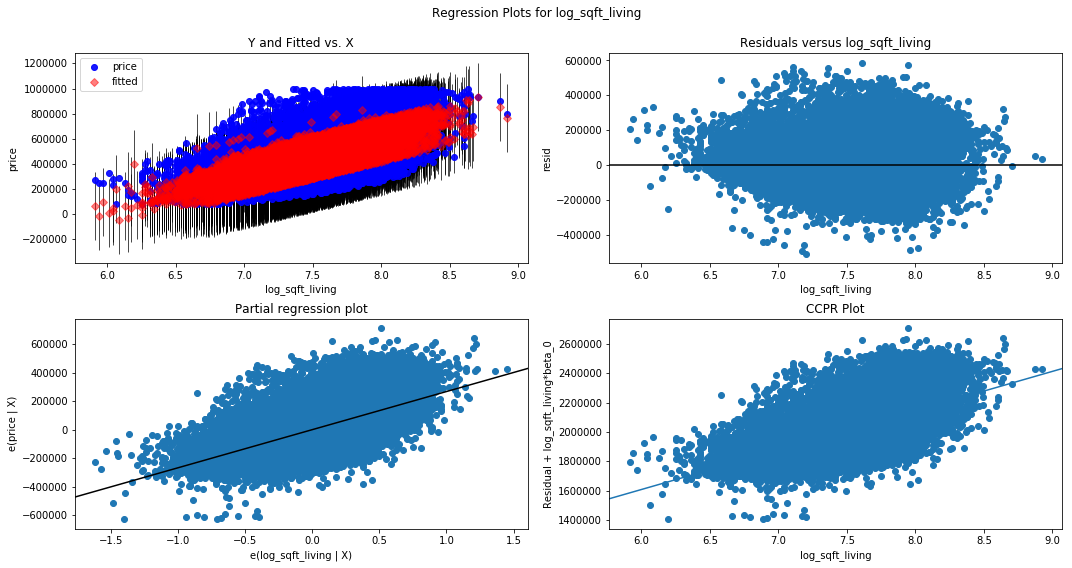 Regression Plots for log_sqft_living
Y and Fitted vs. X
price
fitted
1200000
1000000
800000
600000
400000
200000
0
−200000
price
6.0 6.5 7.0 7.5 8.0 8.5 9.0
log_sqft_living
Residuals versus log_sqft_living
600000
400000
200000
0
−200000
−400000
resid
6.0 6.5 7.0 7.5 8.0 8.5 9.0
log_sqft_living
Partial regression plot
600000
400000
200000
0
−200000
−400000
−600000
e(price | X)
−1.5 −1.0 −0.5 0.0 0.5 1.0 1.5
e(log_sqft_living | X)
CCPR Plot
2600000
2400000
2200000
2000000
1800000
1600000
1400000
Residual + log_sqft_living*beta_0
6.0 6.5 7.0 7.5 8.0 8.5 9.0
log_sqft_living